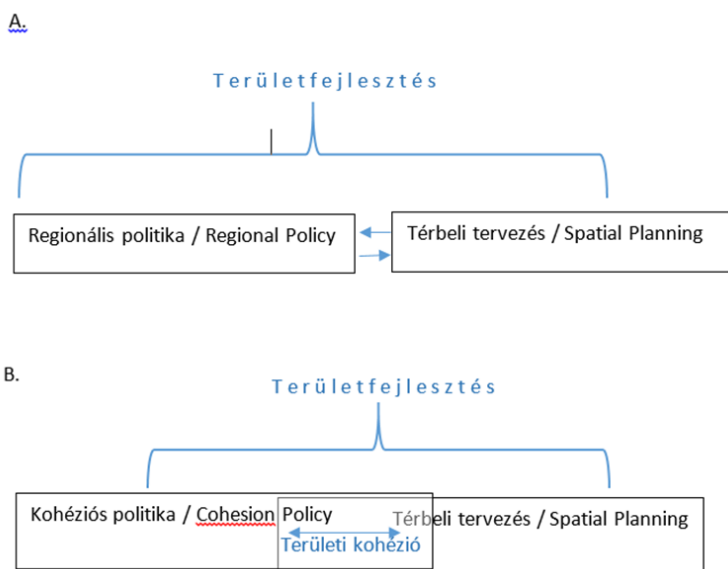 A.
Területfejlesztés
Regionális politika / Regional Policy
Térbeli tervezés / Spatial Planning
B.
Területfejlesztés
Kohéziós politika / Cohesion Policy
Térbeli tervezés / Spatial Planning
Területi kohézió